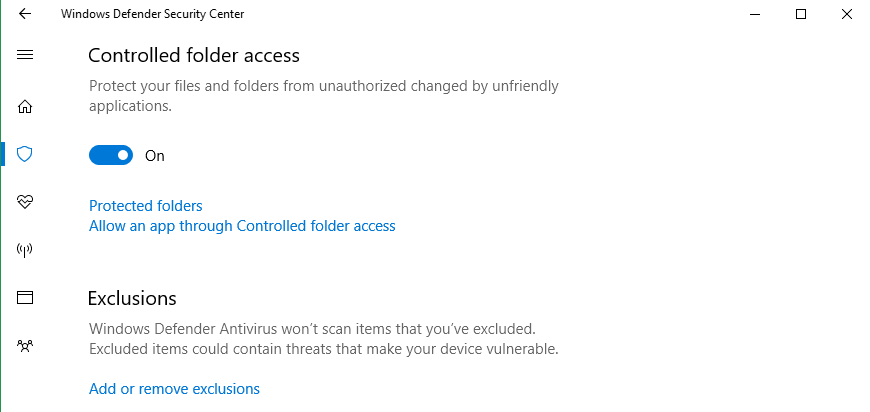 Windows Defender Security Center
Controlled folder access
Protect your files and folders from unauthorized changed by unfriendly
applications.
On
Protected folders
Allow an app through Controlled folder access
Exclusions
Windows Defender Antivirus won’t scan items that you’ve excluded.
Excluded items could contain threats that make your device vulnerable.
Add or remove exclusions